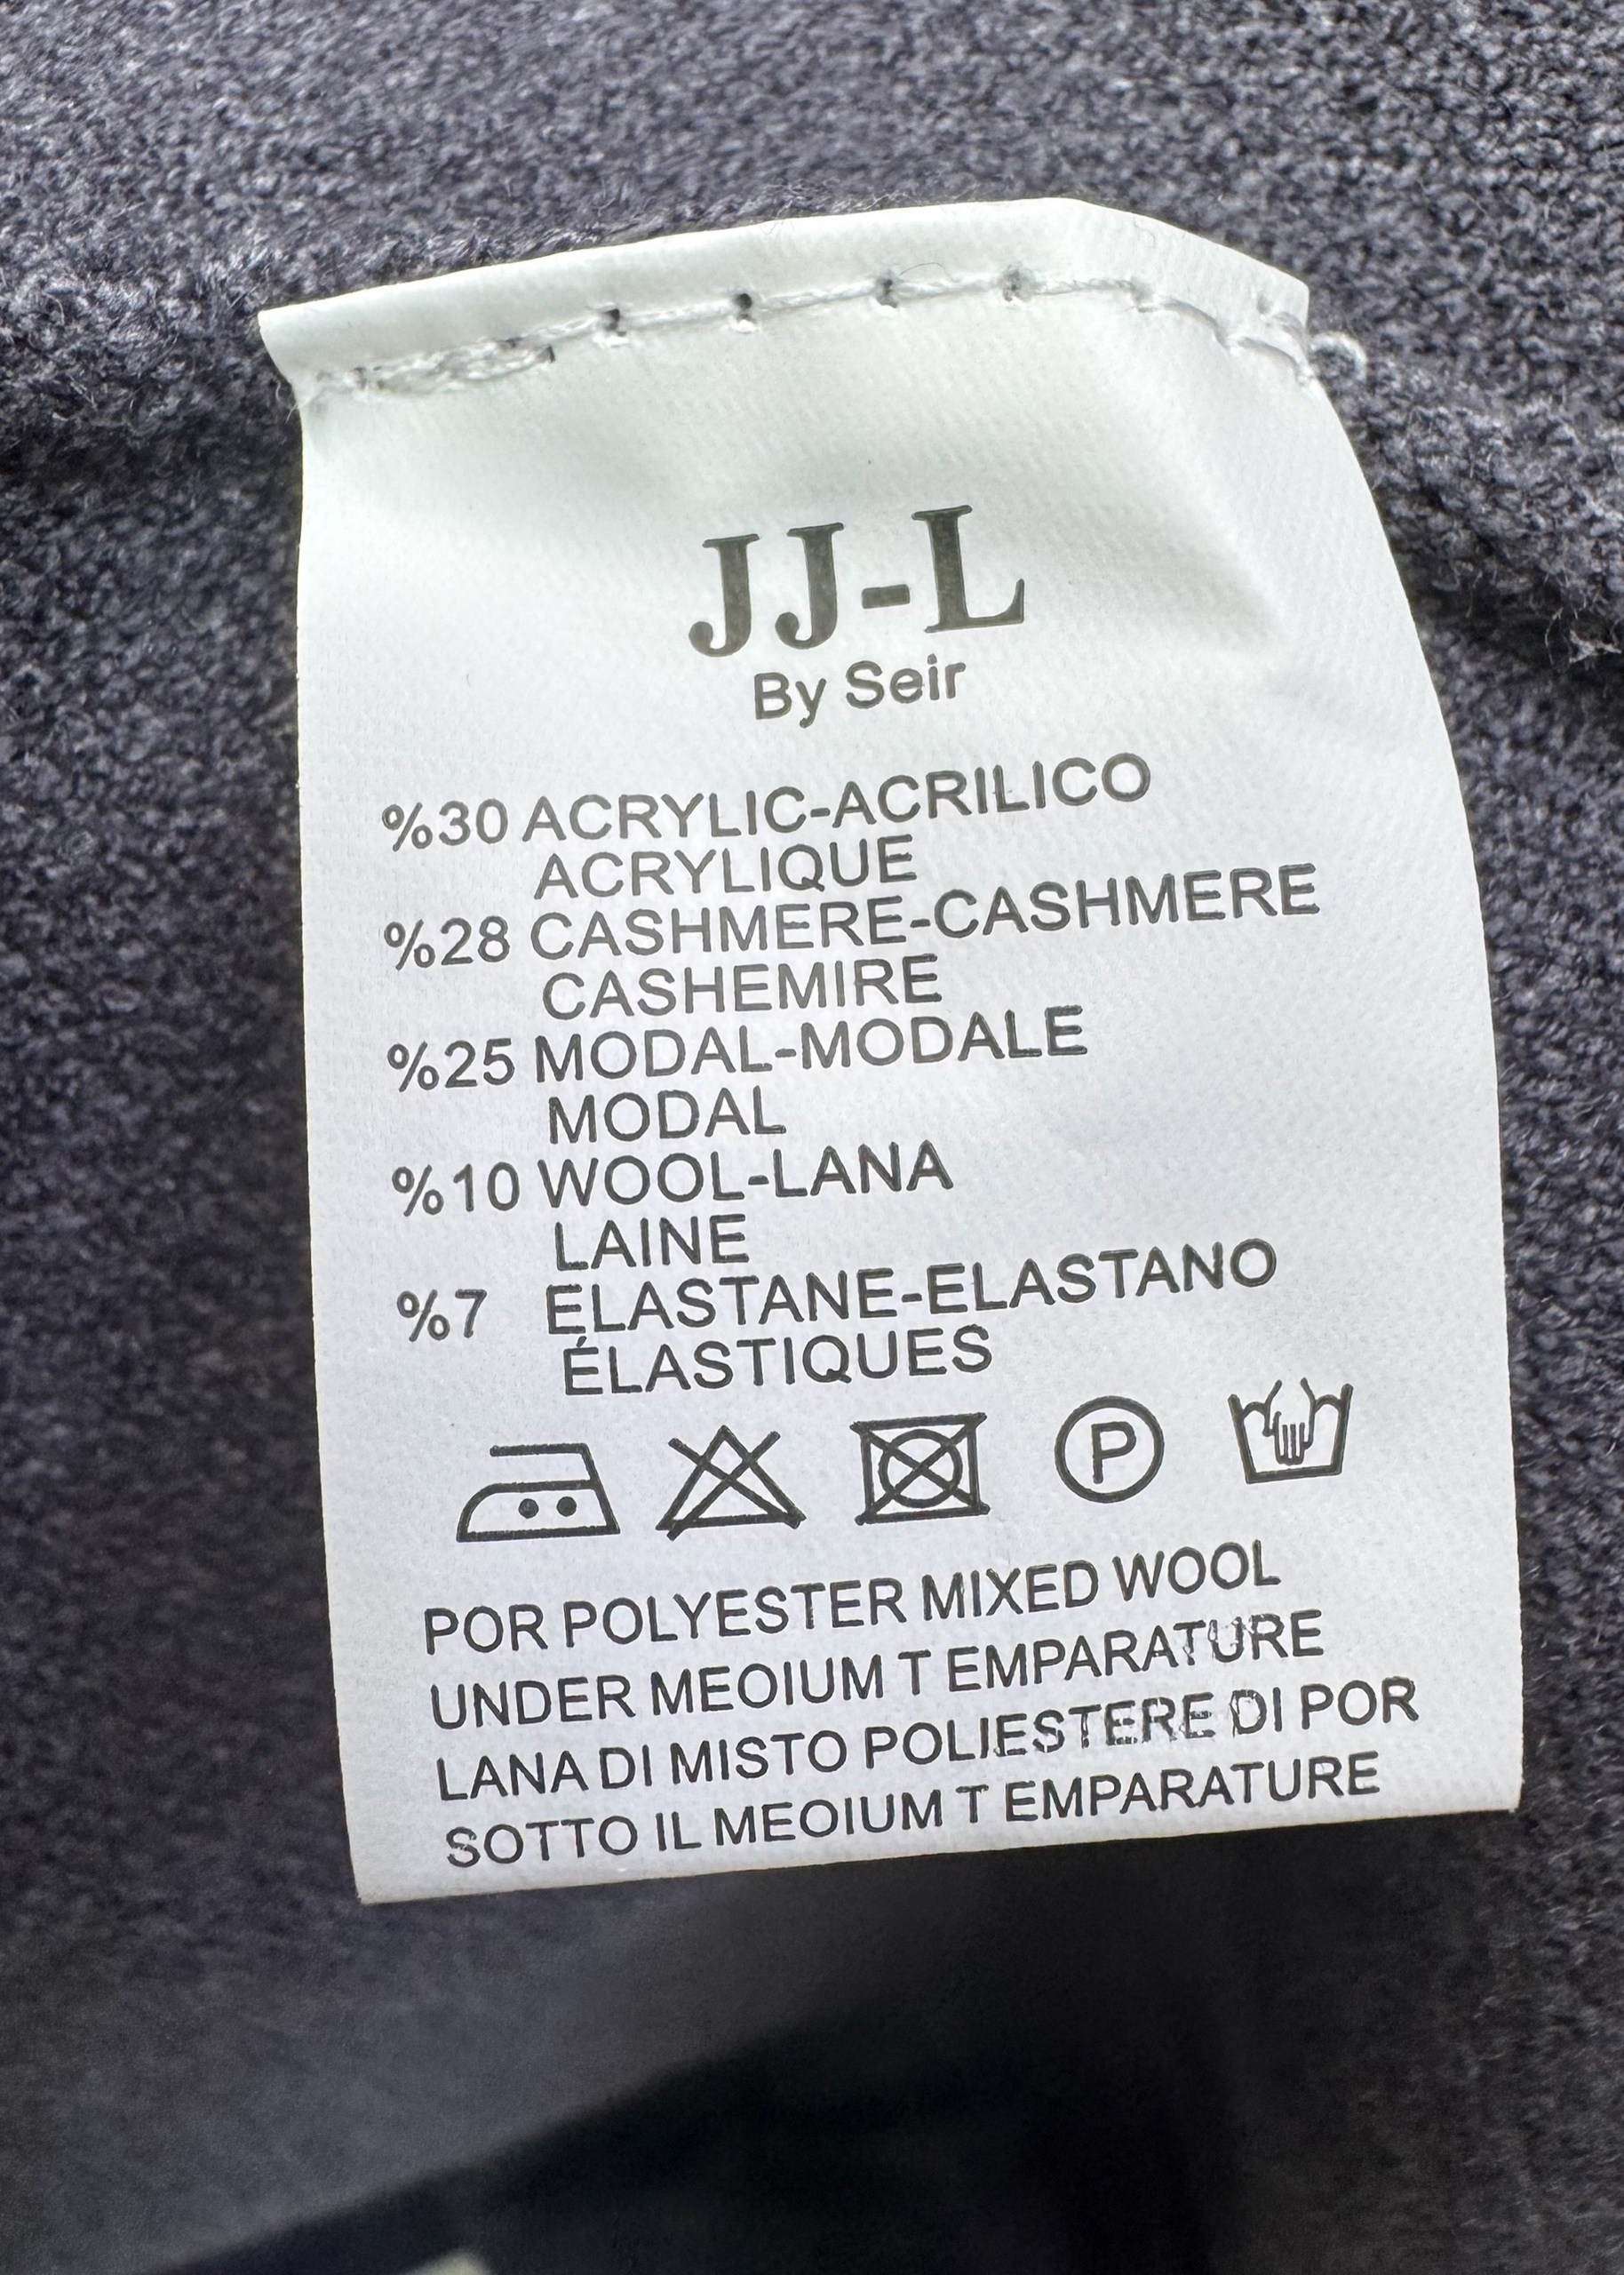 JJ-L
By Seir
%30 ACRYLIC-ACRILICO
ACRYLIQUE
%28 CASHMERE-CASHMERE
CASHEMIRE
%25 MODAL-MODALE
MODAL
%10 WOOL-LANA
LAINE
%7 ELASTANE-ELASTANO
ÉLASTIQUES
P
POR POLYESTER MIXED WOOL
UNDER MEOIUM T EMPARATURE
LANA DI MISTO POLIESTERE DI POR
SOTTO IL MEOIUM T EMPARATURE